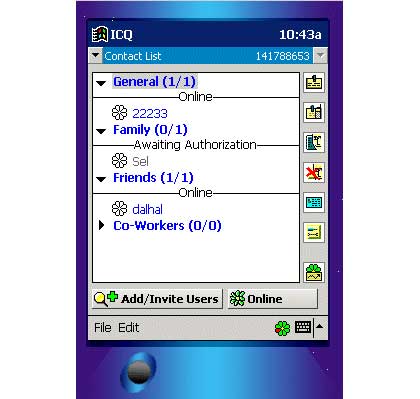 ICQ 10:43a
Contact List 141788653
General (1/1)
Online
22233
Family (0/1)
Awaiting Authorization
Sel
Friends (1/1)
Online
dalhal
Co-Workers (0/0)
Add/Invite Users Online
File Edit